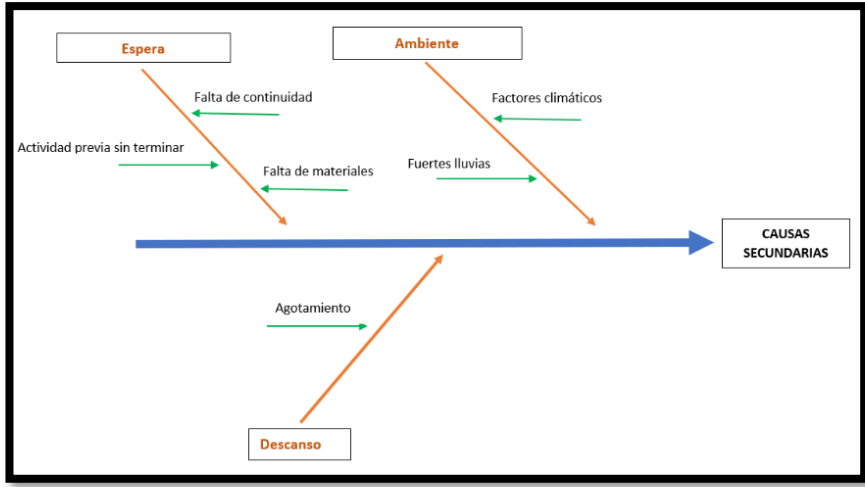 Espera
Ambiente
Falta de continuidad
Factores climáticos
Actividad previa sin terminar
Falta de materiales
Fuertes lluvias
CAUSAS
SECUNDARIAS
Agotamiento
Descanso